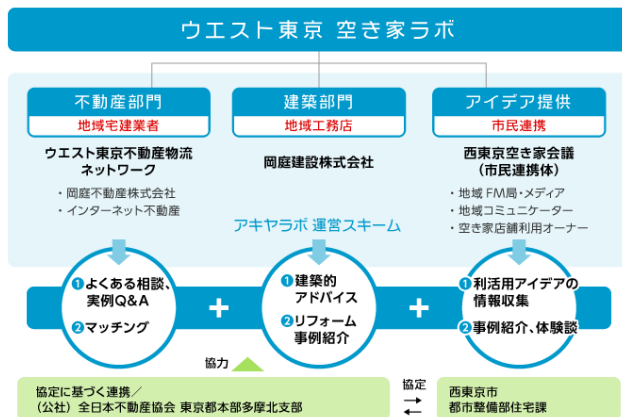 ウエスト東京 空き家ラボ
不動産部門
地域宅建業者
ウエスト東京不動産物流
ネットワーク
・岡庭不動産株式会社
・インターネット不動産
建築部門
地域工務店
岡庭建設株式会社
アイデア提供
市民連携
西東京空き家会議
(市民連携体)
・地域 FM局・メディア
・地域コミュニケーター
・空き家店舗利用オーナー
アキヤラボ 運営スキーム
❶よくある相談、
実例Q&A
❷マッチング
+
❶建築的
アドバイス
❷リフォーム
事例紹介
+
❶利活用アイデアの
情報収集
❷事例紹介、体験談
協力
協定に基づく連携/
(公社) 全日本不動産協会 東京都本部多摩北支部
協定
→
←
西東京市
都市整備部住宅課